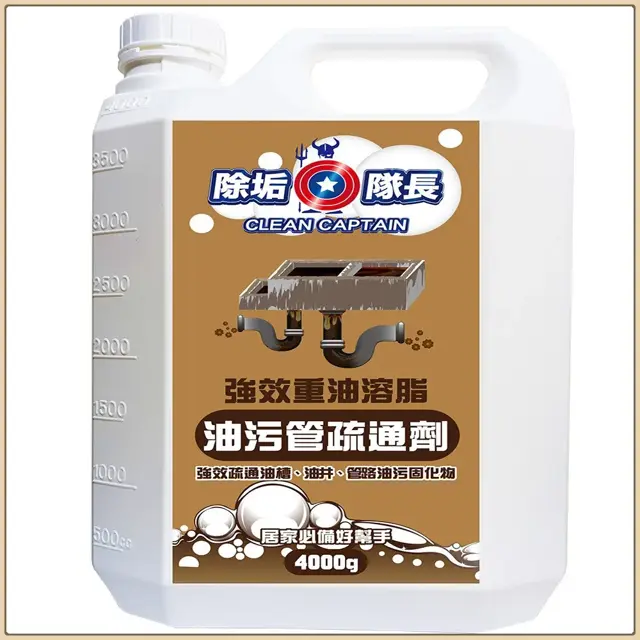 4000
3500
3000
2500
2000
1500
1000
500cc
除垢 隊長
CLEAN CAPTAIN
強效重油溶脂
油污管疏通劑
強效疏通油槽、油井、管路油污固化物
居家必備好幫手
4000g